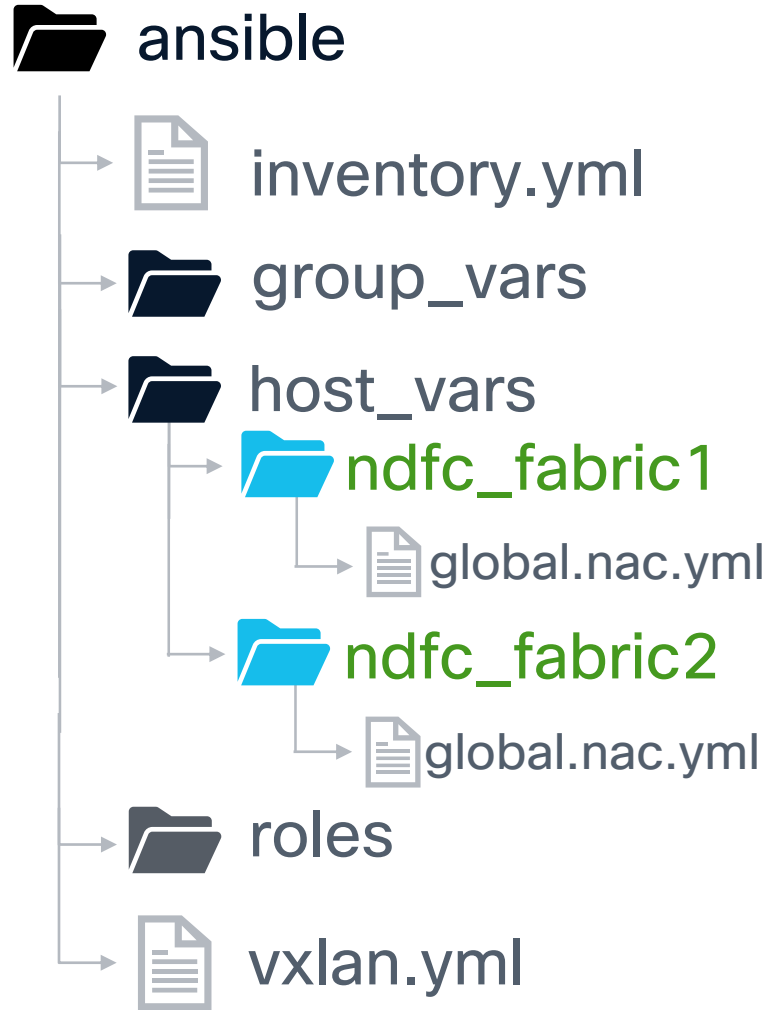 ansible
inventory.yml
group_vars
host_vars
ndfc_fabric1
global.nac.yml
ndfc_fabric2
global.nac.yml
roles
vxlan.yml